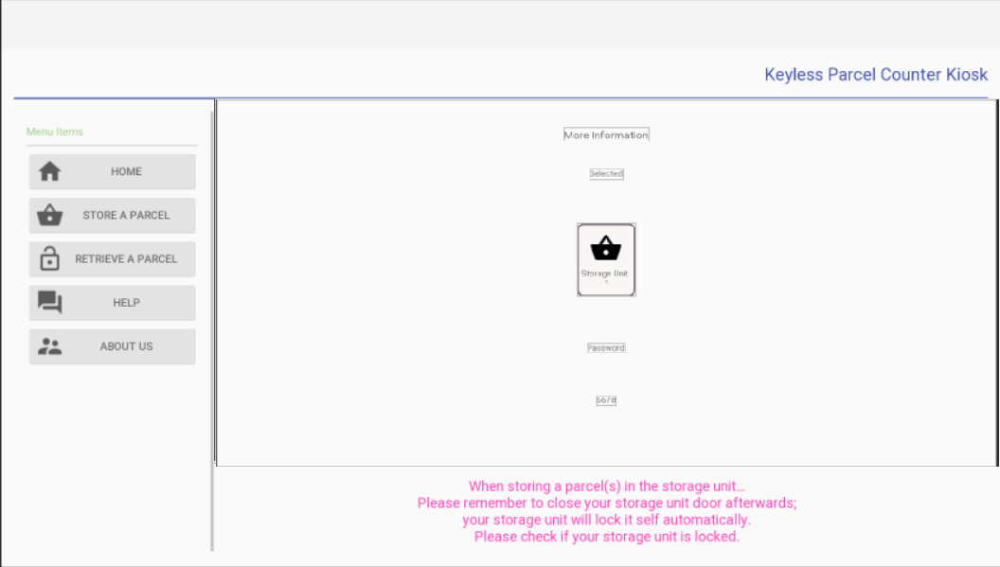 Keyless Parcel Counter Kiosk
Menu Items
HOME
STORE A PARCEL
RETRIEVE A PARCEL
HELP
ABOUT US
More Information
Selected
Storage Unit
1
Password
5678
When storing a parcel(s) in the storage unit...
Please remember to close your storage unit door afterwards;
your storage unit will lock it self automatically.
Please check if your storage unit is locked.